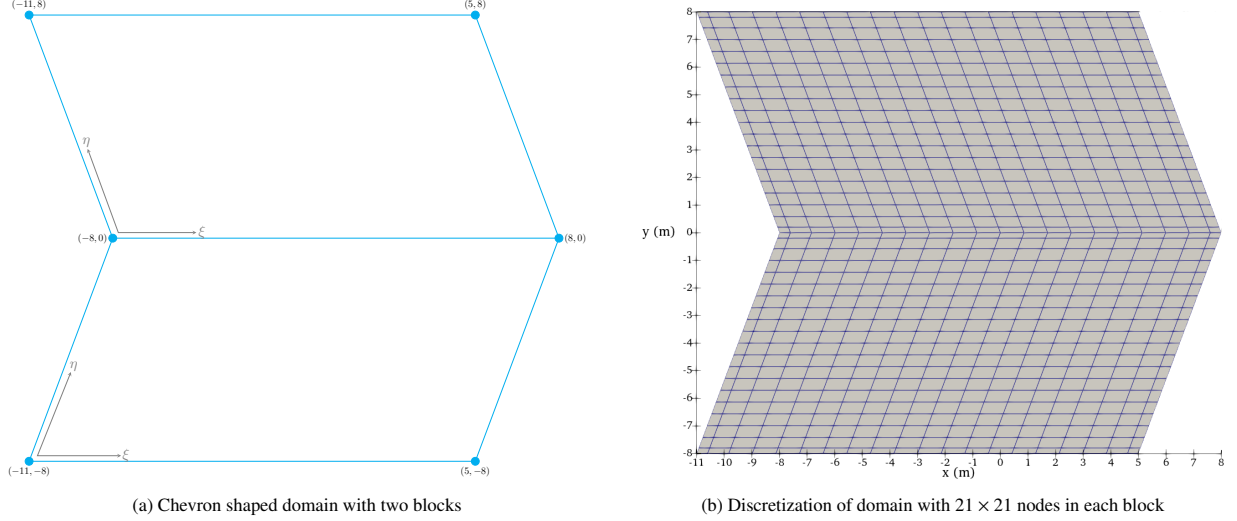 (−11, 8)
(5, 8)
η
ξ
(−8, 0)
(8, 0)
η
ξ
(−11, −8)
(5, −8)
(a) Chevron shaped domain with two blocks
8
7
6
5
4
3
2
1
y (m) 0
-1
-2
-3
-4
-5
-6
-7
-8
-11 -10 -9 -8 -7 -6 -5 -4 -3 -2 -1 0 1 2 3 4 5 6 7 8
x (m)
(b) Discretization of domain with 21 × 21 nodes in each block